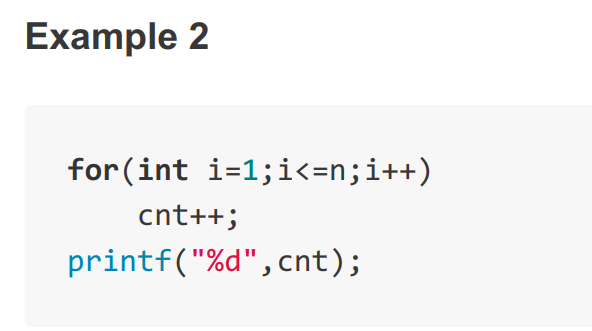 Example 2
for(int i=1;i<=n;i++)
    cnt++;
printf("%d",cnt);